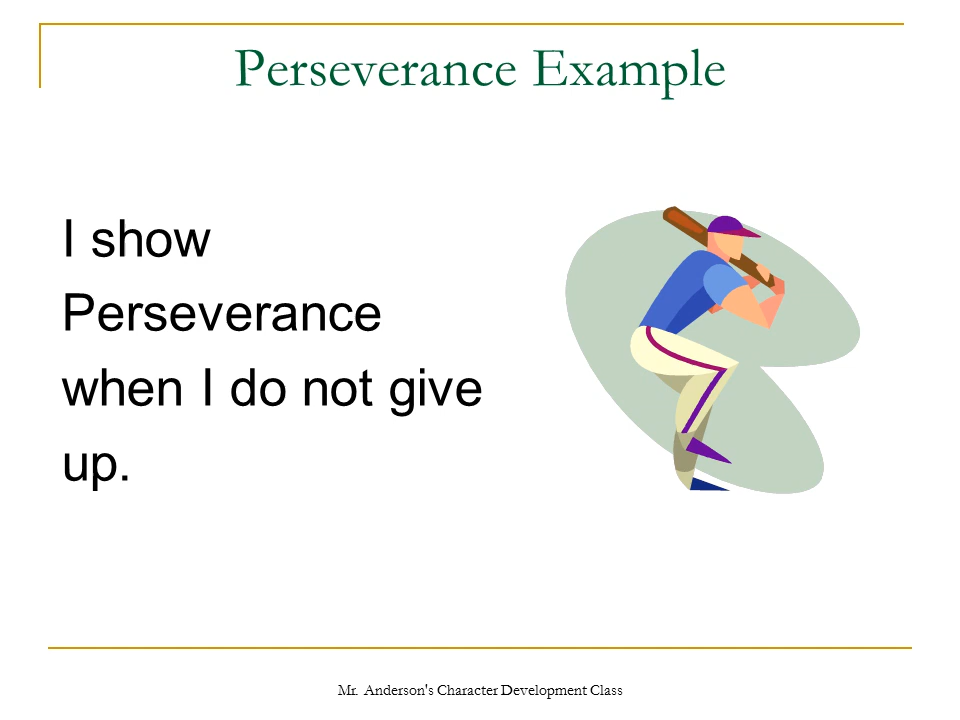 Perseverance Example
I show
Perseverance
when I do not give
up.
Mr. Anderson's Character Development Class